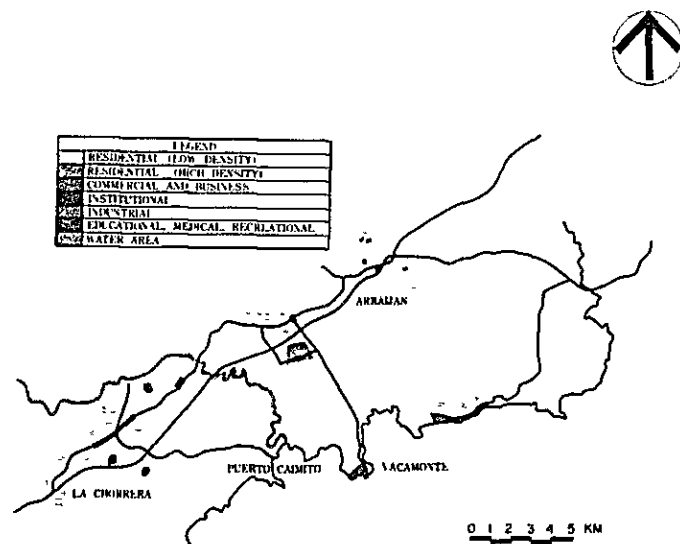 LEGEND
RESIDENTIAL (LOW DENSITY)
RESIDENTIAL (HIGH DENSITY)
COMMERCIAL AND BUSINESS
INSTITUTIONAL
INDUSTRIAL
EDUCATIONAL, MEDICAL, RECREATIONAL
WATER AREA
ARRAIJAN
PUERTO CAIMITO
VACAMONTE
LA CHORRERA
0 1 2 3 4 5 KM